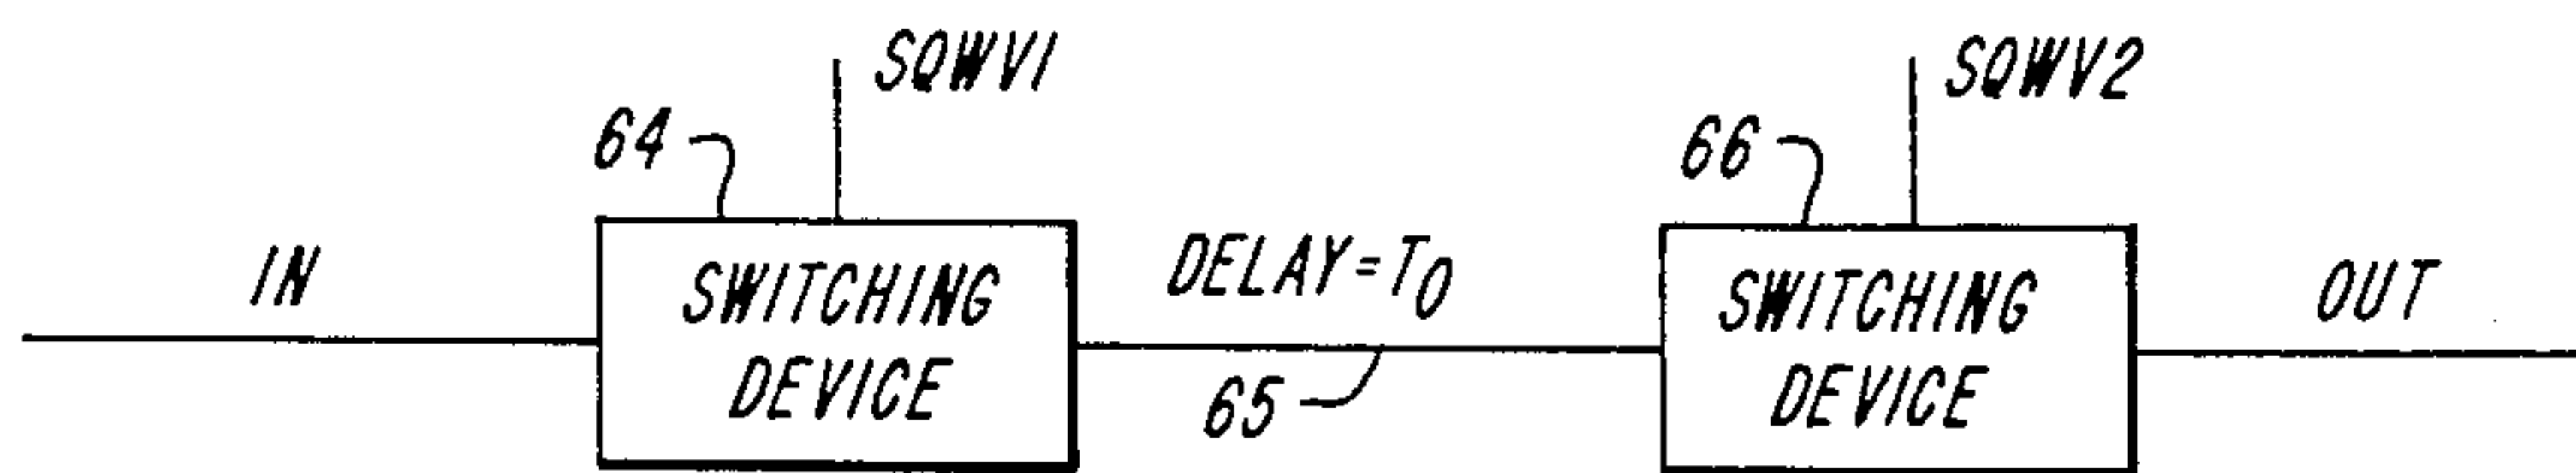 SQWV1
SQWV2
64
66
IN
SWITCHING
DEVICE
DELAY=T0
65
SWITCHING
DEVICE
OUT